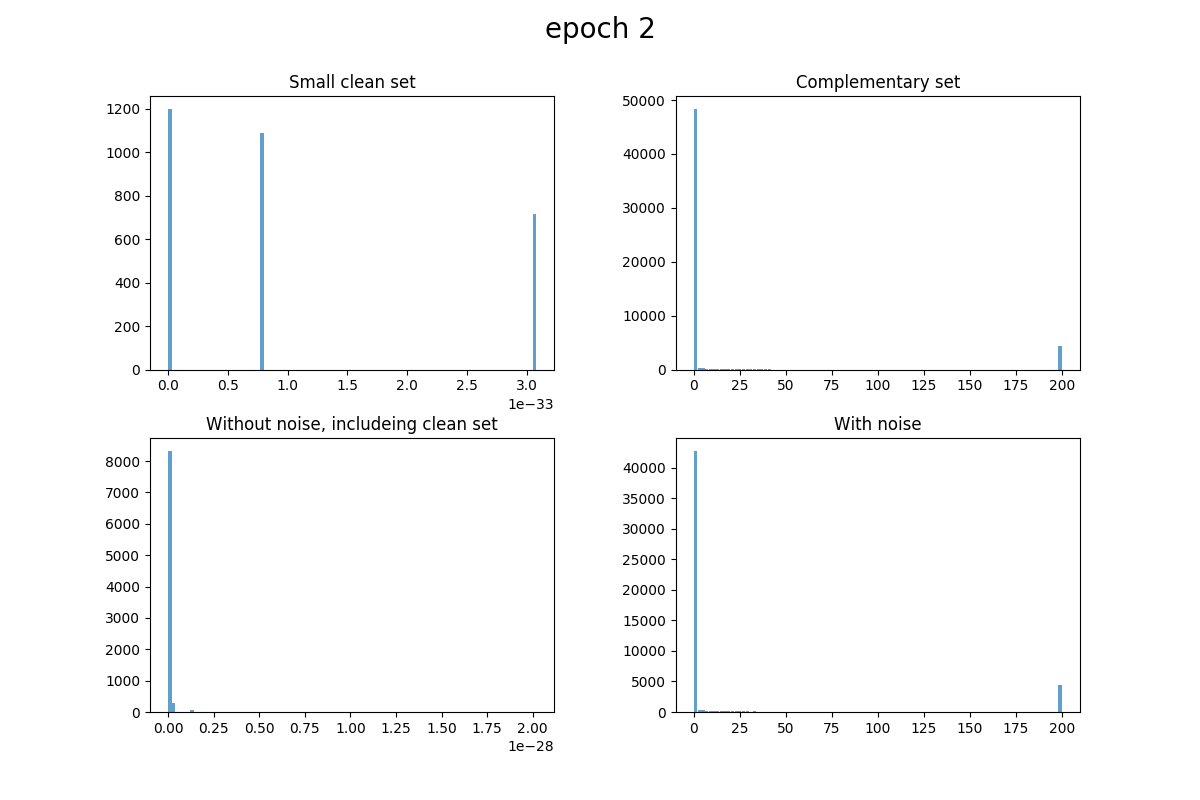 epoch 2
Small clean set
1200
1000
800
600
400
200
0
0.0 0.5 1.0 1.5 2.0 2.5 3.0
1e−33
Complementary set
50000
40000
30000
20000
10000
0
0 25 50 75 100 125 150 175 200
Without noise, includeing clean set
8000
7000
6000
5000
4000
3000
2000
1000
0
0.00 0.25 0.50 0.75 1.00 1.25 1.50 1.75 2.00
1e−28
With noise
40000
35000
30000
25000
20000
15000
10000
5000
0
0 25 50 75 100 125 150 175 200